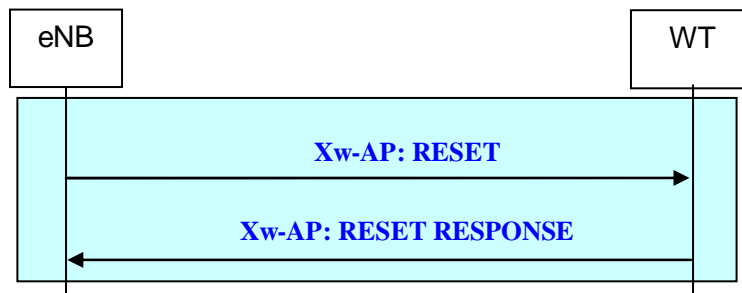 eNB
WT
Xw-AP: RESET
Xw-AP: RESET RESPONSE